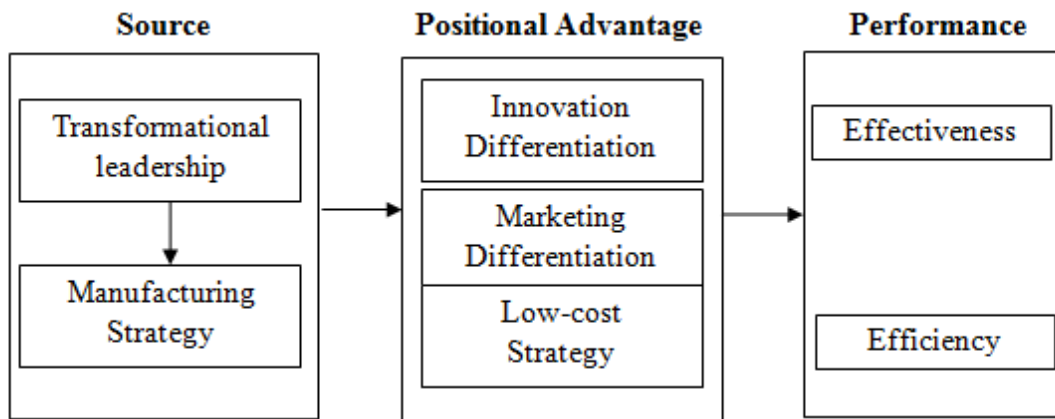 Source
Transformational
leadership
Manufacturing
Strategy
Positional Advantage
Innovation
Differentiation
Marketing
Differentiation
Low-cost
Strategy
Performance
Effectiveness
Efficiency